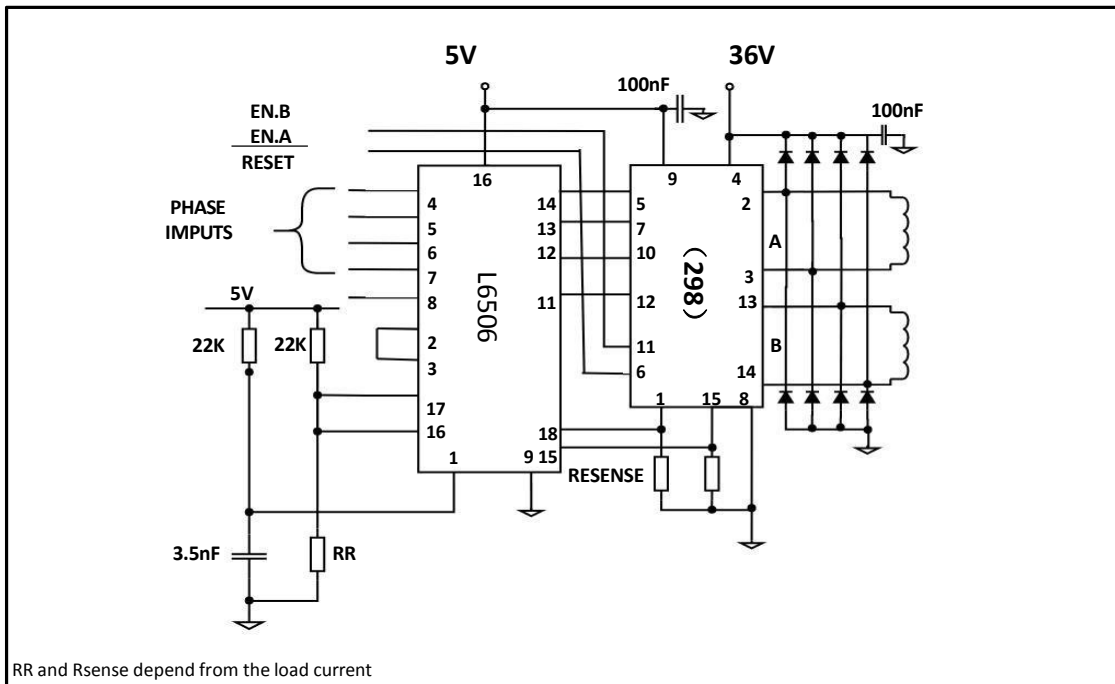 5V
36V
100nF
100nF
EN.B
EN.A
RESET
16
9
4
PHASE
IMPUTS
4
5
6
7
8
14
13
12
11
5
7
10
12
11
6
2
3
13
14
A
B
L6506
(298)
5V
22K
22K
2
3
17
16
1
18
15
9
1
15
8
RESENSE
3.5nF
RR
RR and Rsense depend from the load current